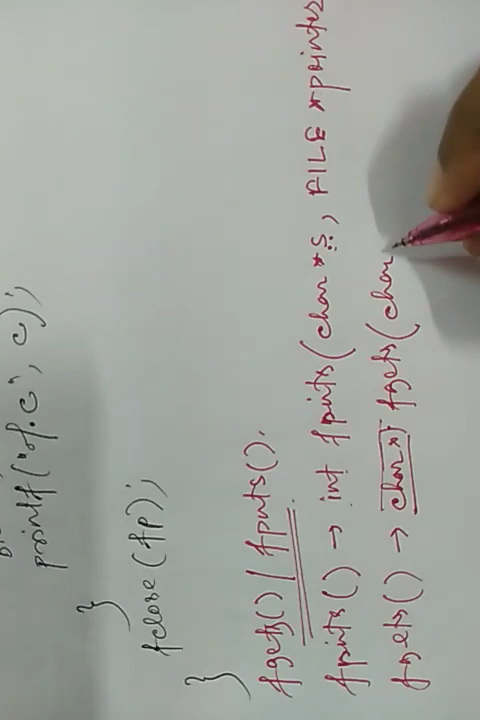 printf("%c", c);
}
fclose(fp);
}
fgets() / fputs().
fputs() → int fputs(char *s, FILE *pointer
fgets() → char * fgets(char